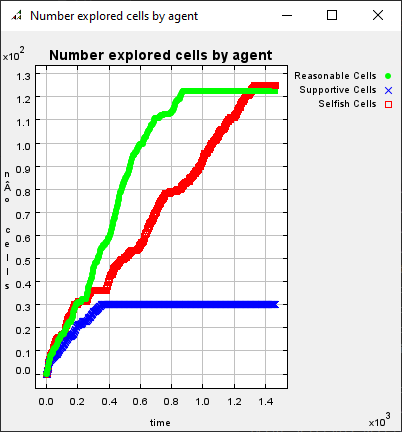 Number explored cells by agent
Number explored cells by agent
x10²
Reasonable Cells
Supportive Cells
Selfish Cells
1.3
1.2
1.1
1.0
0.9
0.8
0.7
0.6
0.5
0.4
0.3
0.2
0.1
0.0
nÂº cells
0.0 0.2 0.4 0.6 0.8 1.0 1.2 1.4
time
x10³